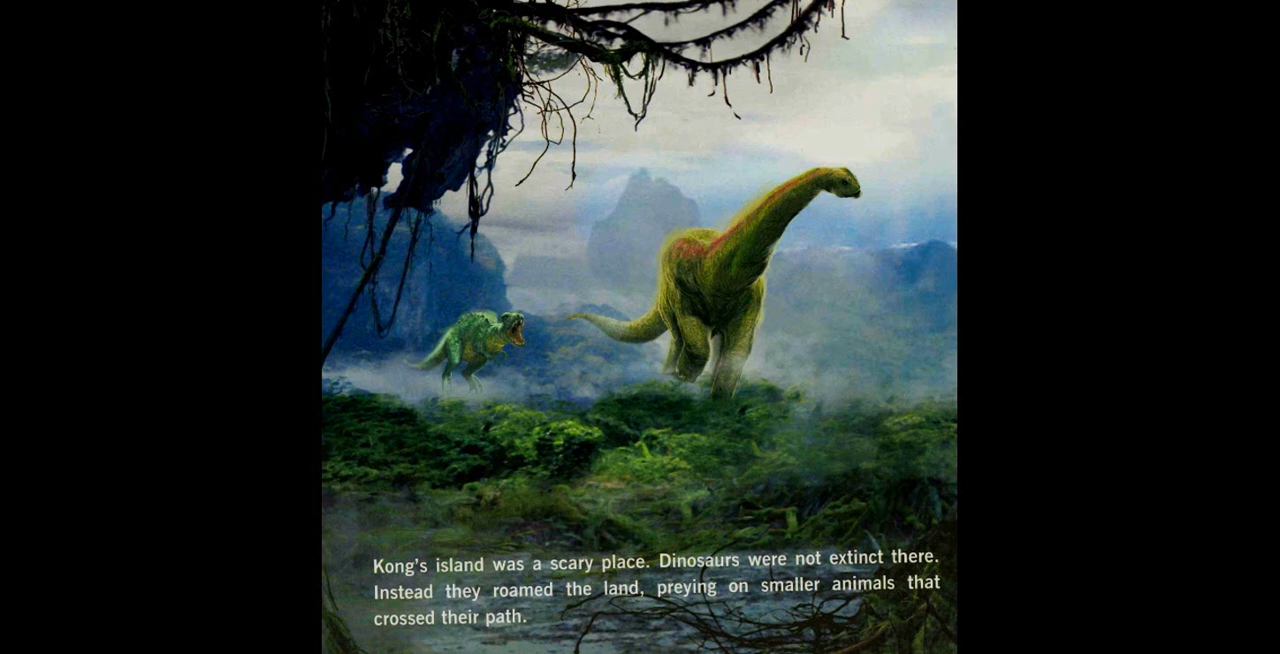 Kong's island was a scary place. Dinosaurs were not extinct there.
Instead they roamed the land, preying on smaller animals that
crossed their path.